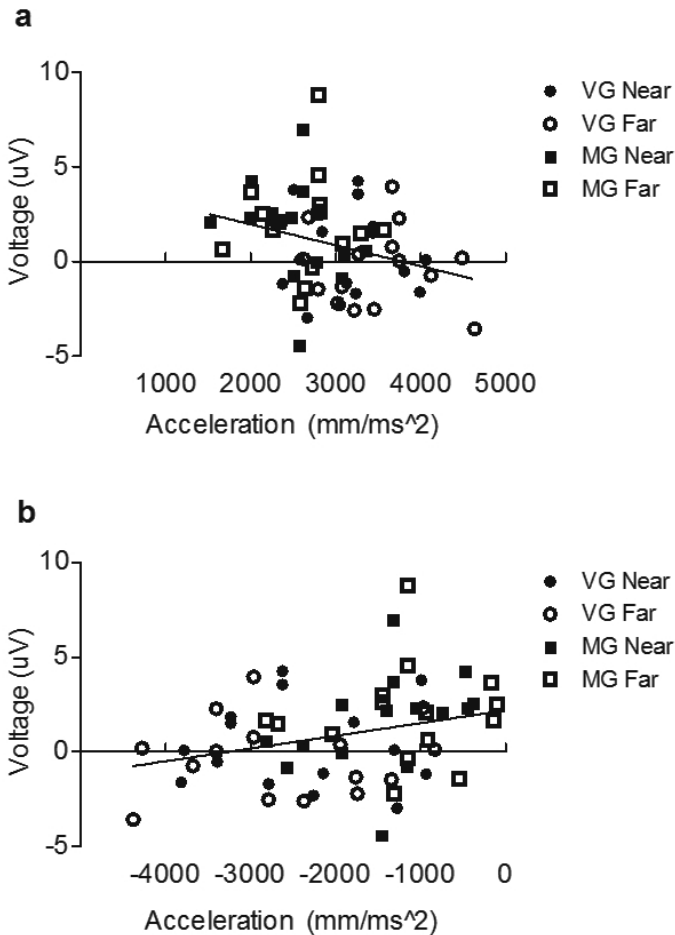 a
10
5
0
-5
Voltage (uV)
1000 2000 3000 4000 5000
Acceleration (mm/ms^2)
VG Near
VG Far
MG Near
MG Far
b
10
5
0
-5
Voltage (uV)
-4000 -3000 -2000 -1000 0
Acceleration (mm/ms^2)
VG Near
VG Far
MG Near
MG Far